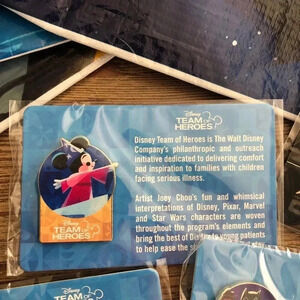 Disney
TEAM OF
HEROES
Disney Team of Heroes is The Walt Disney
Company's philanthropic and outreach
initiative dedicated to delivering comfort
and inspiration to families with children
facing serious illness.
Artist Joey Chou's fun and whimsical
interpretations of Disney, Pixar, Marvel
and Star Wars characters are woven
throughout the program's elements and
bring the best of Disney to young patients
to help ease the
Disney
TEAM OF
HEROES
Disney